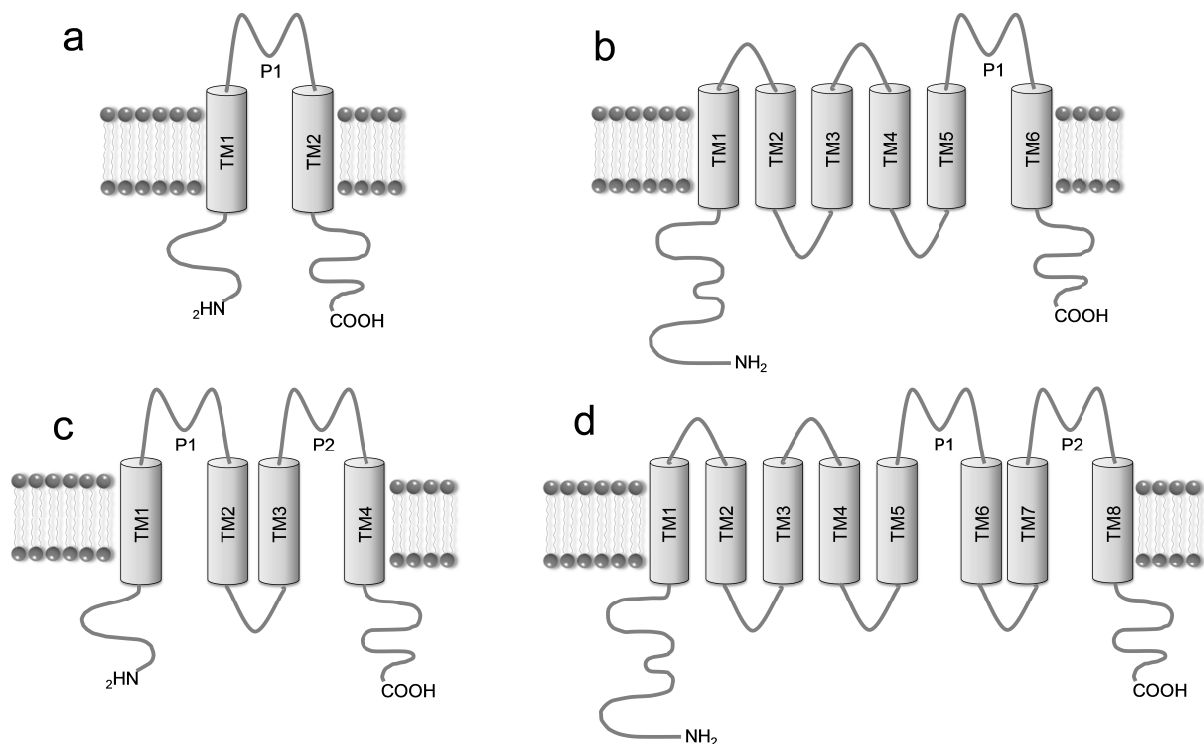 a
P1
TM1
TM2
₂HN
COOH
b
P1
TM1
TM2
TM3
TM4
TM5
TM6
NH₂
COOH
c
P1
P2
TM1
TM2
TM3
TM4
₂HN
COOH
d
P1
P2
TM1
TM2
TM3
TM4
TM5
TM6
TM7
TM8
NH₂
COOH